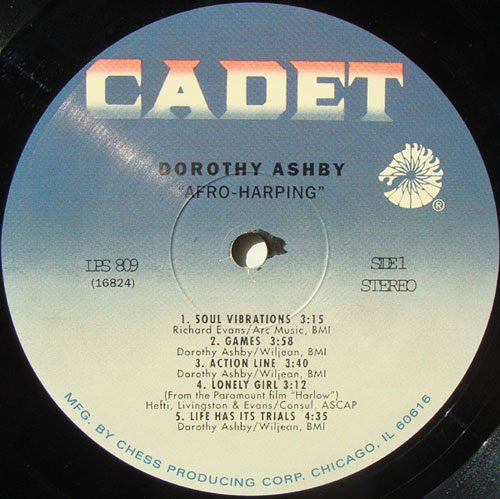 CADET
DOROTHY ASHBY
"AFRO-HARPING"
®
LPS 809
(16824)
SIDE 1
STEREO
1. SOUL VIBRATIONS 3:15
Richard Evans/Arc Music, BMI
2. GAMES 3:58
Dorothy Ashby/Wiljean, BMI
3. ACTION LINE 3:40
Dorothy Ashby/Wiljean, BMI
4. LONELY GIRL 3:12
(From the Paramount film "Harlow")
Hefti, Livingston & Evans/Consul, ASCAP
5. LIFE HAS ITS TRIALS 4:35
Dorothy Ashby/Wiljean, BMI
MFG. BY CHESS PRODUCING CORP. CHICAGO, IL 60616